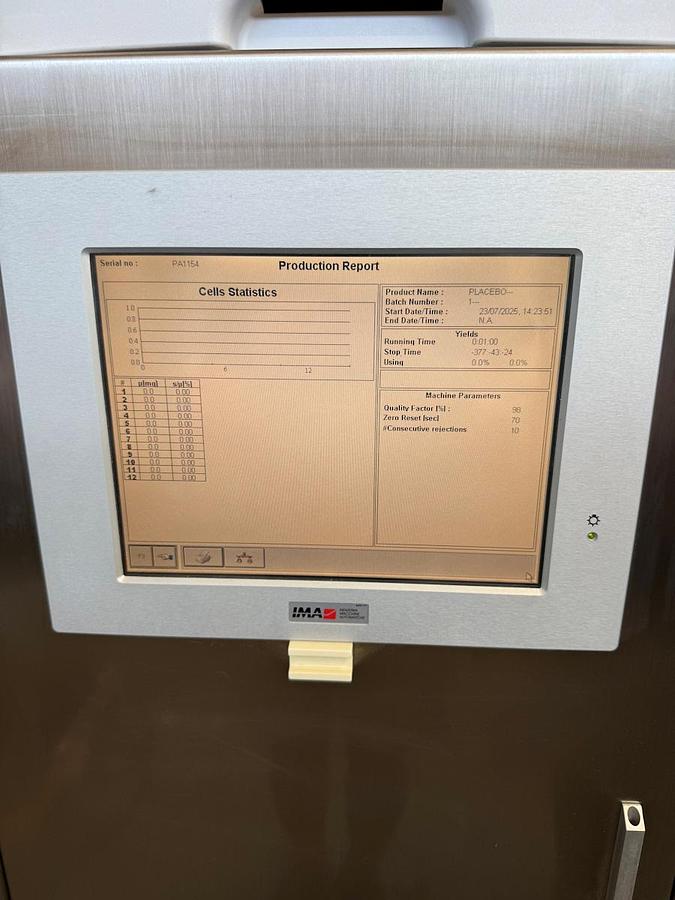 Serial no : PA1154 Production Report
Cells Statistics
1.0
0.8
0.6
0.4
0.2
0.0
0 6 12
# µ[mg] s/µ[%]
1 0.0 0.00
2 0.0 0.00
3 0.0 0.00
4 0.0 0.00
5 0.0 0.00
6 0.0 0.00
7 0.0 0.00
8 0.0 0.00
9 0.0 0.00
10 0.0 0.00
11 0.0 0.00
12 0.0 0.00
Product Name : PLACEBO---
Batch Number : 1---
Start Date/Time : 23/07/2025, 14:23:51
End Date/Time : N.A.
Yields
Running Time 0:01:00
Stop Time -377:-43:-24
Using 0.0% 0.0%
Machine Parameters
Quality Factor [%] : 98
Zero Reset [sec] 70
#Consecutive rejections 10
IMA
INDUSTRIA
MACCHINE
AUTOMATICHE